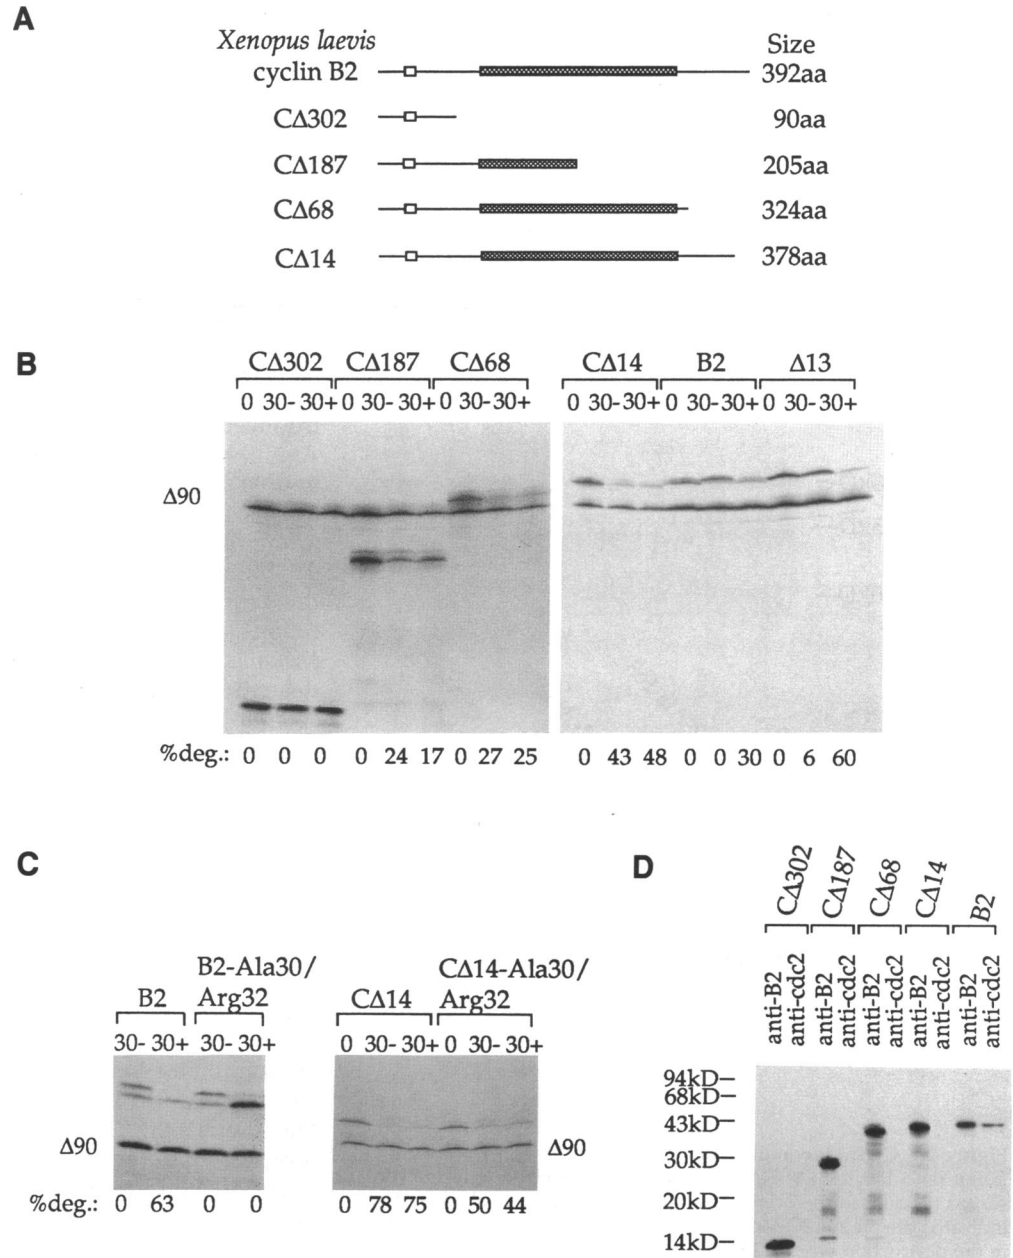 A
Xenopus laevis
cyclin B2
Size
392aa
CΔ302
90aa
CΔ187
205aa
CΔ68
324aa
CΔ14
378aa
B
CΔ302 CΔ187 CΔ68 CΔ14 B2 Δ13
0 30- 30+ 0 30- 30+ 0 30- 30+ 0 30- 30+ 0 30- 30+ 0 30- 30+
Δ90
%deg.: 0 0 0 0 24 17 0 27 25 0 43 48 0 0 30 0 6 60
C
B2
B2-Ala30/
Arg32
CΔ14
CΔ14-Ala30/
Arg32
30- 30+ 30- 30+ 0 30- 30+ 0 30- 30+
Δ90
Δ90
%deg.: 0 63 0 0 0 78 75 0 50 44
D
CΔ302 CΔ187 CΔ68 CΔ14 B2
anti-B2 anti-cdc2 anti-B2 anti-cdc2 anti-B2 anti-cdc2 anti-B2 anti-cdc2 anti-B2 anti-cdc2
94kD–
68kD–
43kD–
30kD–
20kD–
14kD–